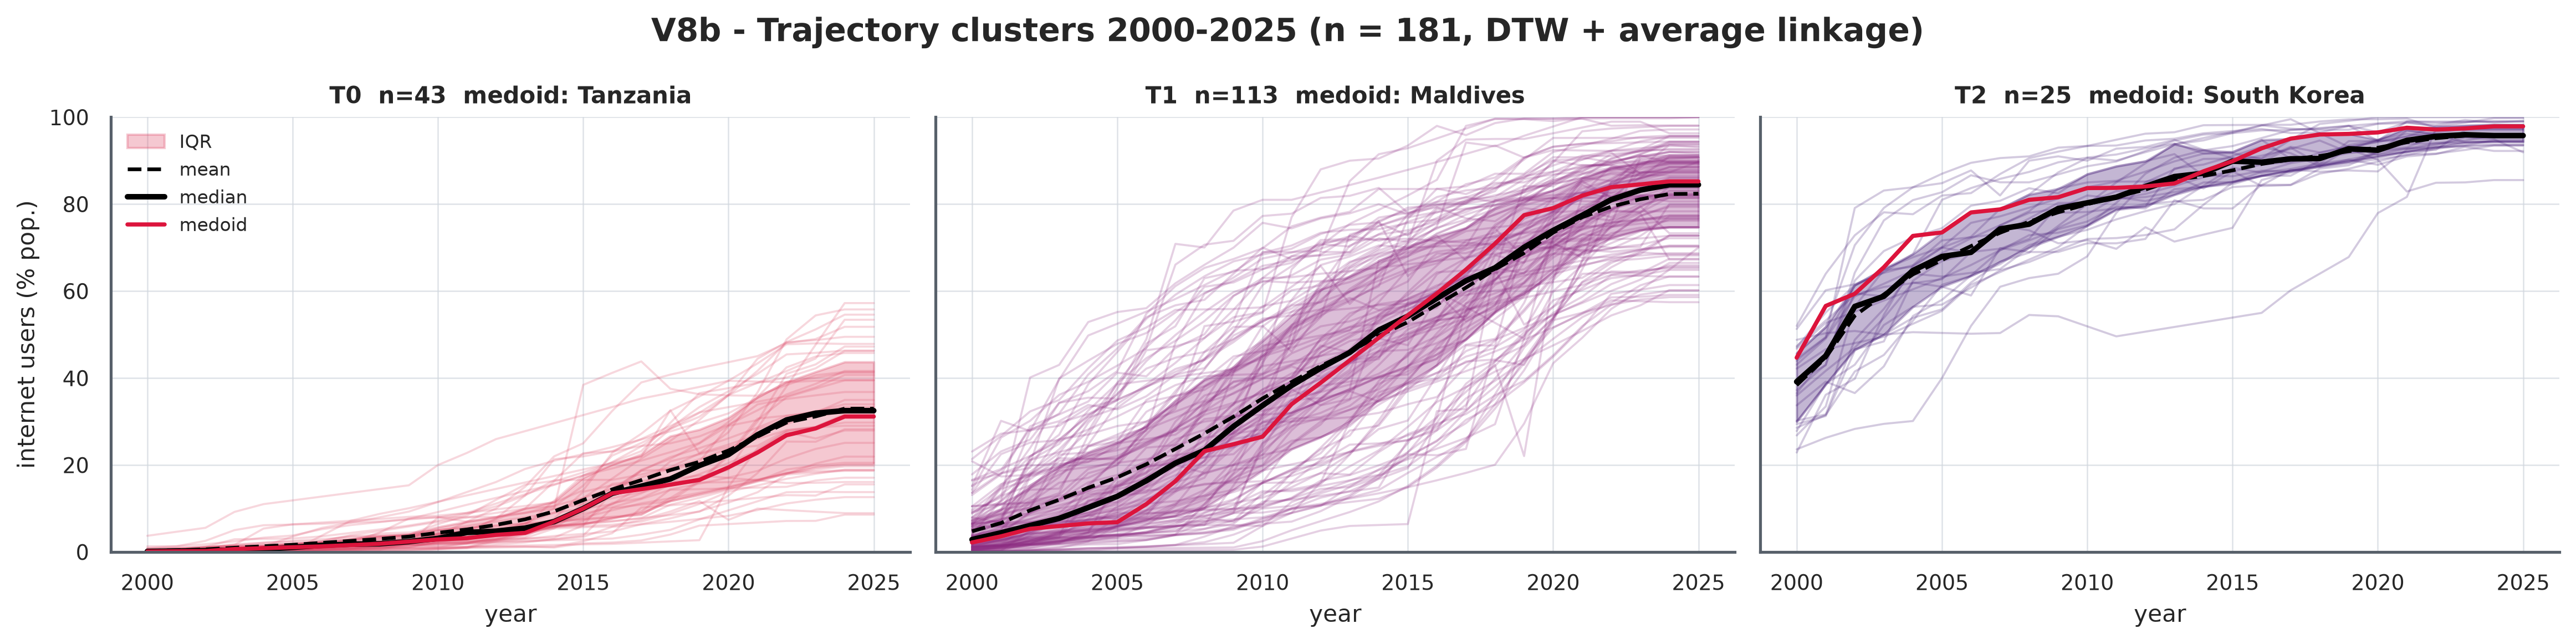 V8b - Trajectory clusters 2000-2025 (n = 181, DTW + average linkage)
T0  n=43  medoid: Tanzania
T1  n=113  medoid: Maldives
T2  n=25  medoid: South Korea
internet users (% pop.)
100
80
60
40
20
0
IQR
mean
median
medoid
2000 2005 2010 2015 2020 2025
2000 2005 2010 2015 2020 2025
2000 2005 2010 2015 2020 2025
year
year
year